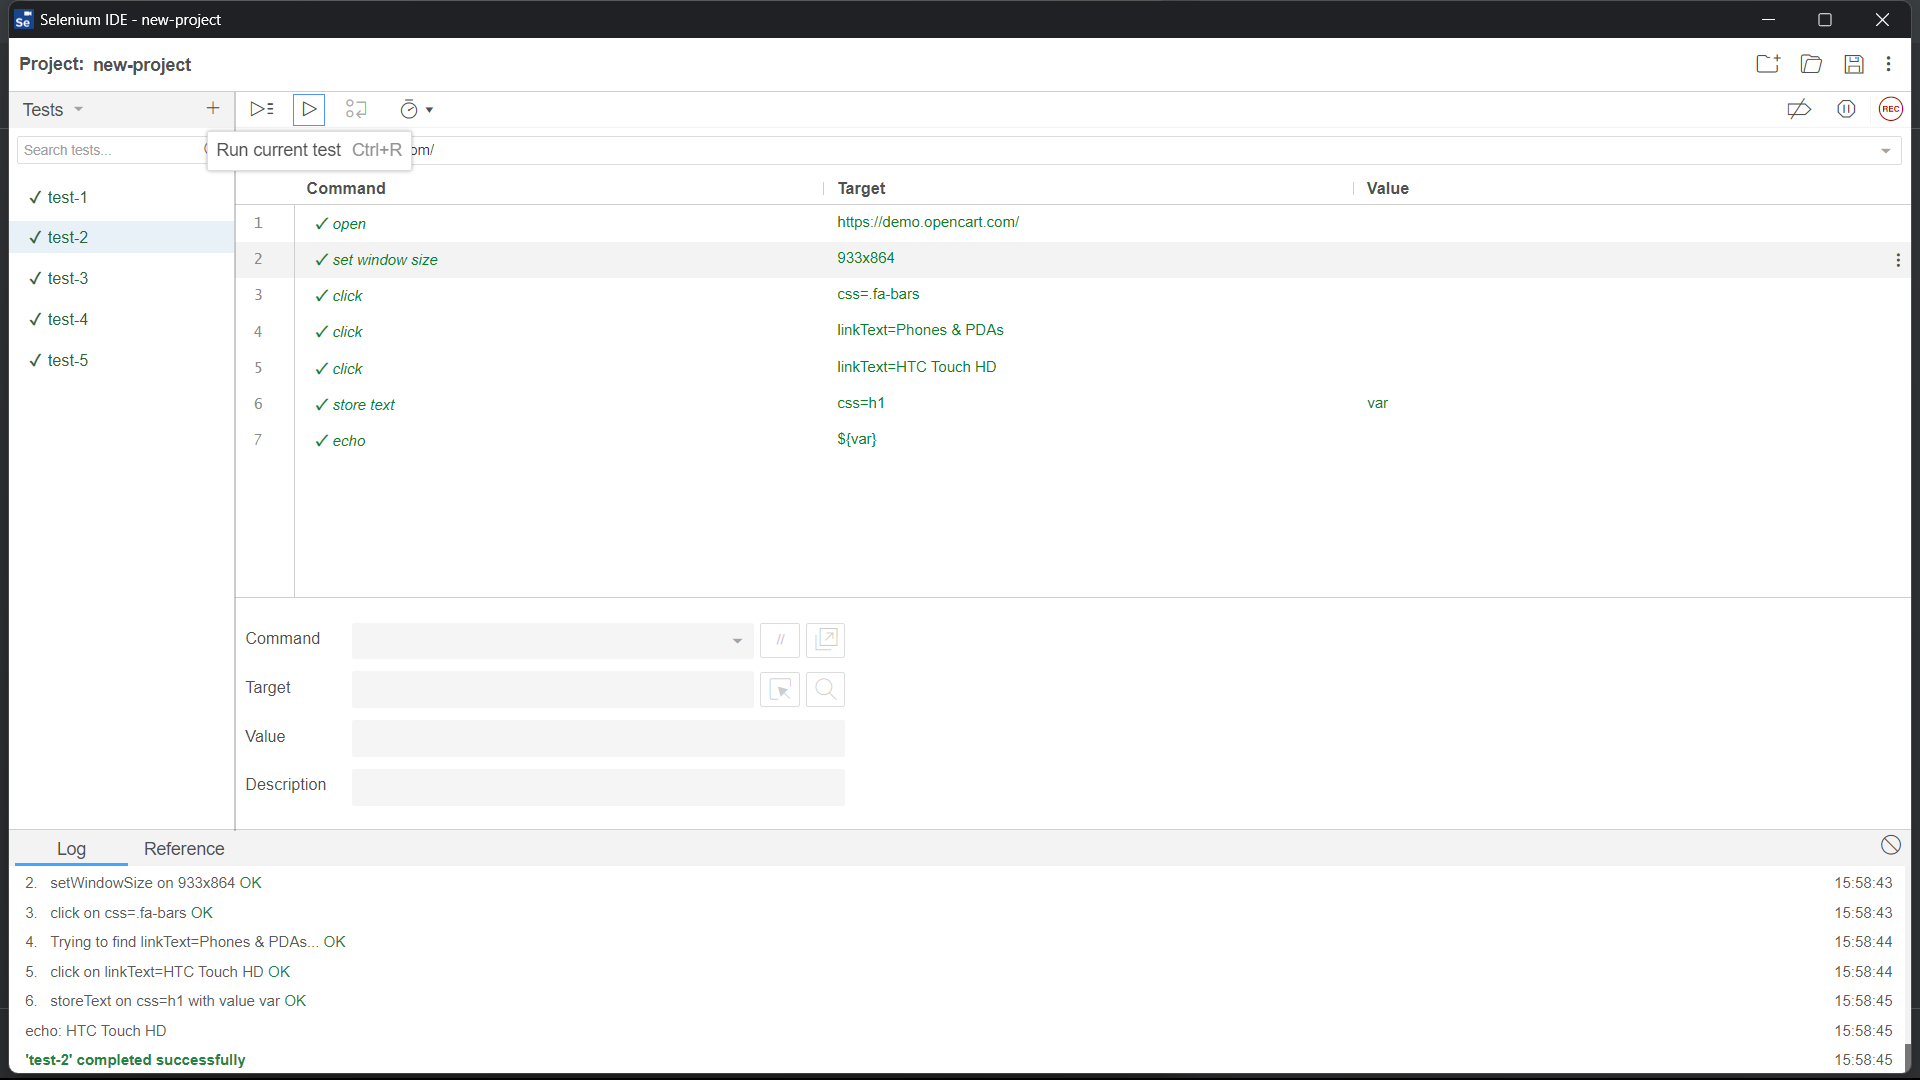 Se Selenium IDE - new-project
Project: new-project
Tests
Run current test Ctrl+R
Search tests...
om/
Command Target Value
test-1
test-2
test-3
test-4
test-5
1 ✓ open https://demo.opencart.com/
2 ✓ set window size 933x864
3 ✓ click css=.fa-bars
4 ✓ click linkText=Phones & PDAs
5 ✓ click linkText=HTC Touch HD
6 ✓ store text css=h1 var
7 ✓ echo ${var}
REC
Command //
Target
Value
Description
Log Reference
2. setWindowSize on 933x864 OK 15:58:43
3. click on css=.fa-bars OK 15:58:43
4. Trying to find linkText=Phones & PDAs... OK 15:58:44
5. click on linkText=HTC Touch HD OK 15:58:44
6. storeText on css=h1 with value var OK 15:58:45
echo: HTC Touch HD 15:58:45
'test-2' completed successfully 15:58:45